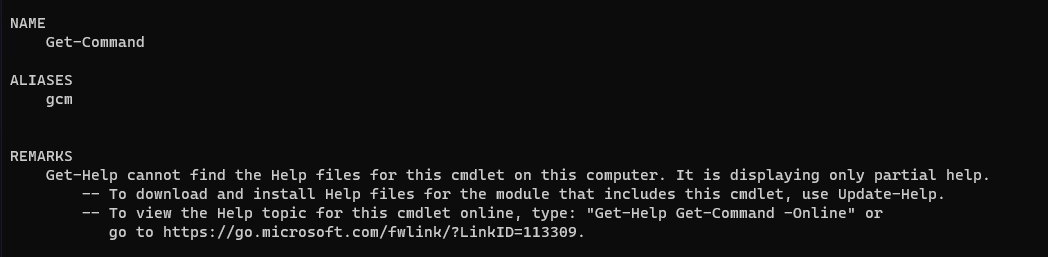 NAME
Get-Command
ALIASES
gcm
REMARKS
Get-Help cannot find the Help files for this cmdlet on this computer. It is displaying only partial help.
-- To download and install Help files for the module that includes this cmdlet, use Update-Help.
-- To view the Help topic for this cmdlet online, type: "Get-Help Get-Command -Online" or
go to https://go.microsoft.com/fwlink/?LinkID=113309.